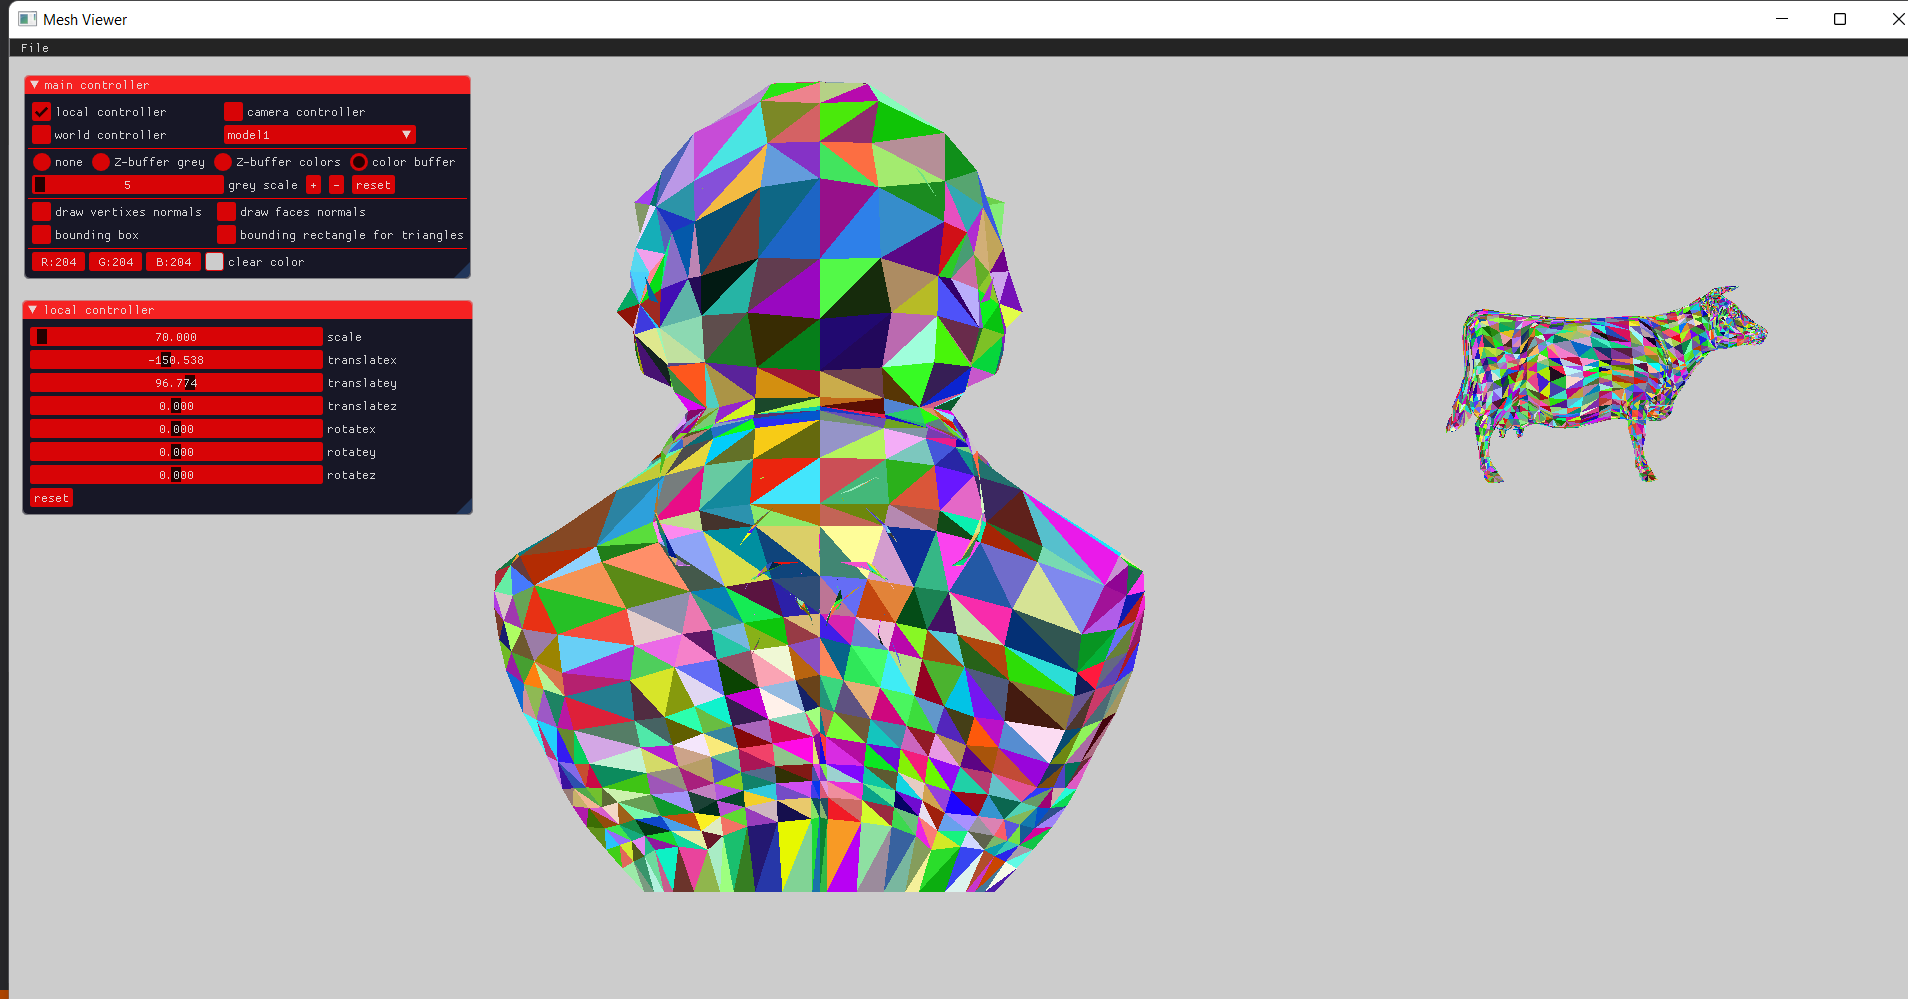 Mesh Viewer
File
main controller
local controller camera controller
world controller model1
none Z-buffer grey Z-buffer colors color buffer
5 grey scale + - reset
draw vertixes normals draw faces normals
bounding box bounding rectangle for triangles
R:204 G:204 B:204 clear color
local controller
70.000 scale
-150.538 translatex
96.774 translatey
0.000 translatez
0.000 rotatex
0.000 rotatey
0.000 rotatez
reset